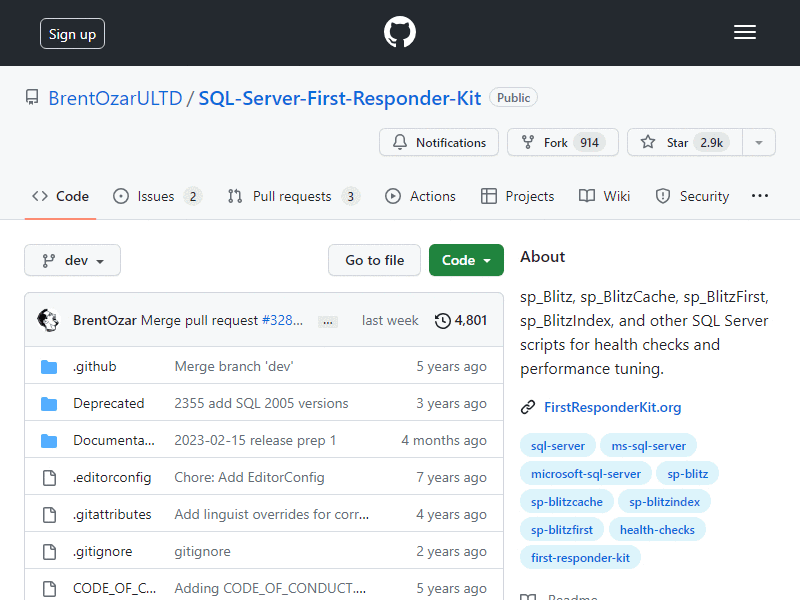 Sign up
BrentOzarULTD / SQL-Server-First-Responder-Kit Public
Notifications Fork 914 Star 2.9k
Code Issues 2 Pull requests 3 Actions Projects Wiki Security ...
dev Go to file Code
BrentOzar Merge pull request #328... ... last week 4,801
.github Merge branch 'dev' 5 years ago
Deprecated 2355 add SQL 2005 versions 3 years ago
Documenta... 2023-02-15 release prep 1 4 months ago
.editorconfig Chore: Add EditorConfig 7 years ago
.gitattributes Add linguist overrides for corr... 4 years ago
.gitignore gitignore 2 years ago
CODE_OF_C... Adding CODE_OF_CONDUCT.... 5 years ago
About
sp_Blitz, sp_BlitzCache, sp_BlitzFirst,
sp_BlitzIndex, and other SQL Server
scripts for health checks and
performance tuning.
FirstResponderKit.org
sql-server ms-sql-server
microsoft-sql-server sp-blitz
sp-blitzcache sp-blitzindex
sp-blitzfirst health-checks
first-responder-kit
Readme